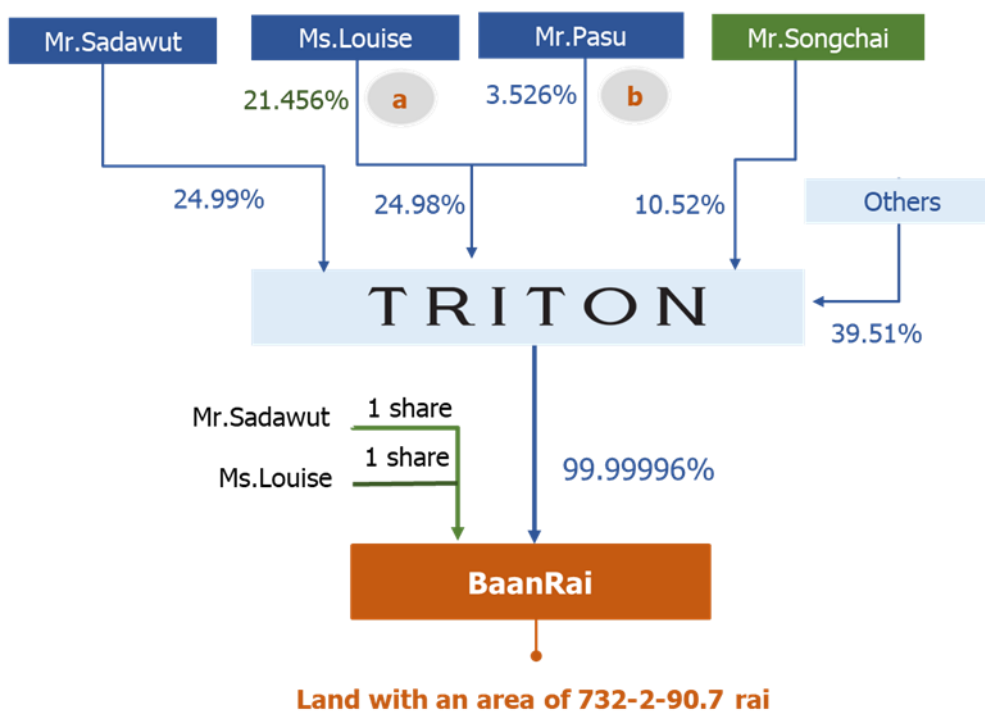 Mr.Sadawut
Ms.Louise
Mr.Pasu
Mr.Songchai
21.456%
a
3.526%
b
24.99%
24.98%
10.52%
Others
TRITON
39.51%
Mr.Sadawut
1 share
Ms.Louise
1 share
99.99996%
BaanRai
Land with an area of 732-2-90.7 rai